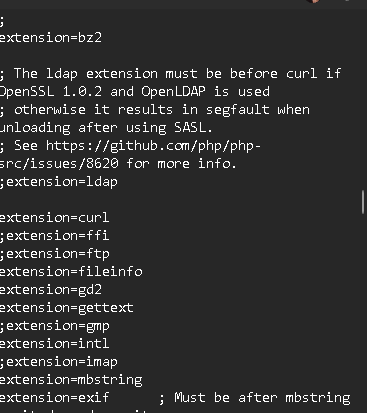 ;
extension=bz2
; The ldap extension must be before curl if
OpenSSL 1.0.2 and OpenLDAP is used
; otherwise it results in segfault when
unloading after using SASL.
; See https://github.com/php/php-
src/issues/8620 for more info.
;extension=ldap
extension=curl
;extension=ffi
;extension=ftp
extension=fileinfo
extension=gd2
extension=gettext
;extension=gmp
extension=intl
;extension=imap
extension=mbstring
extension=exif      ; Must be after mbstring